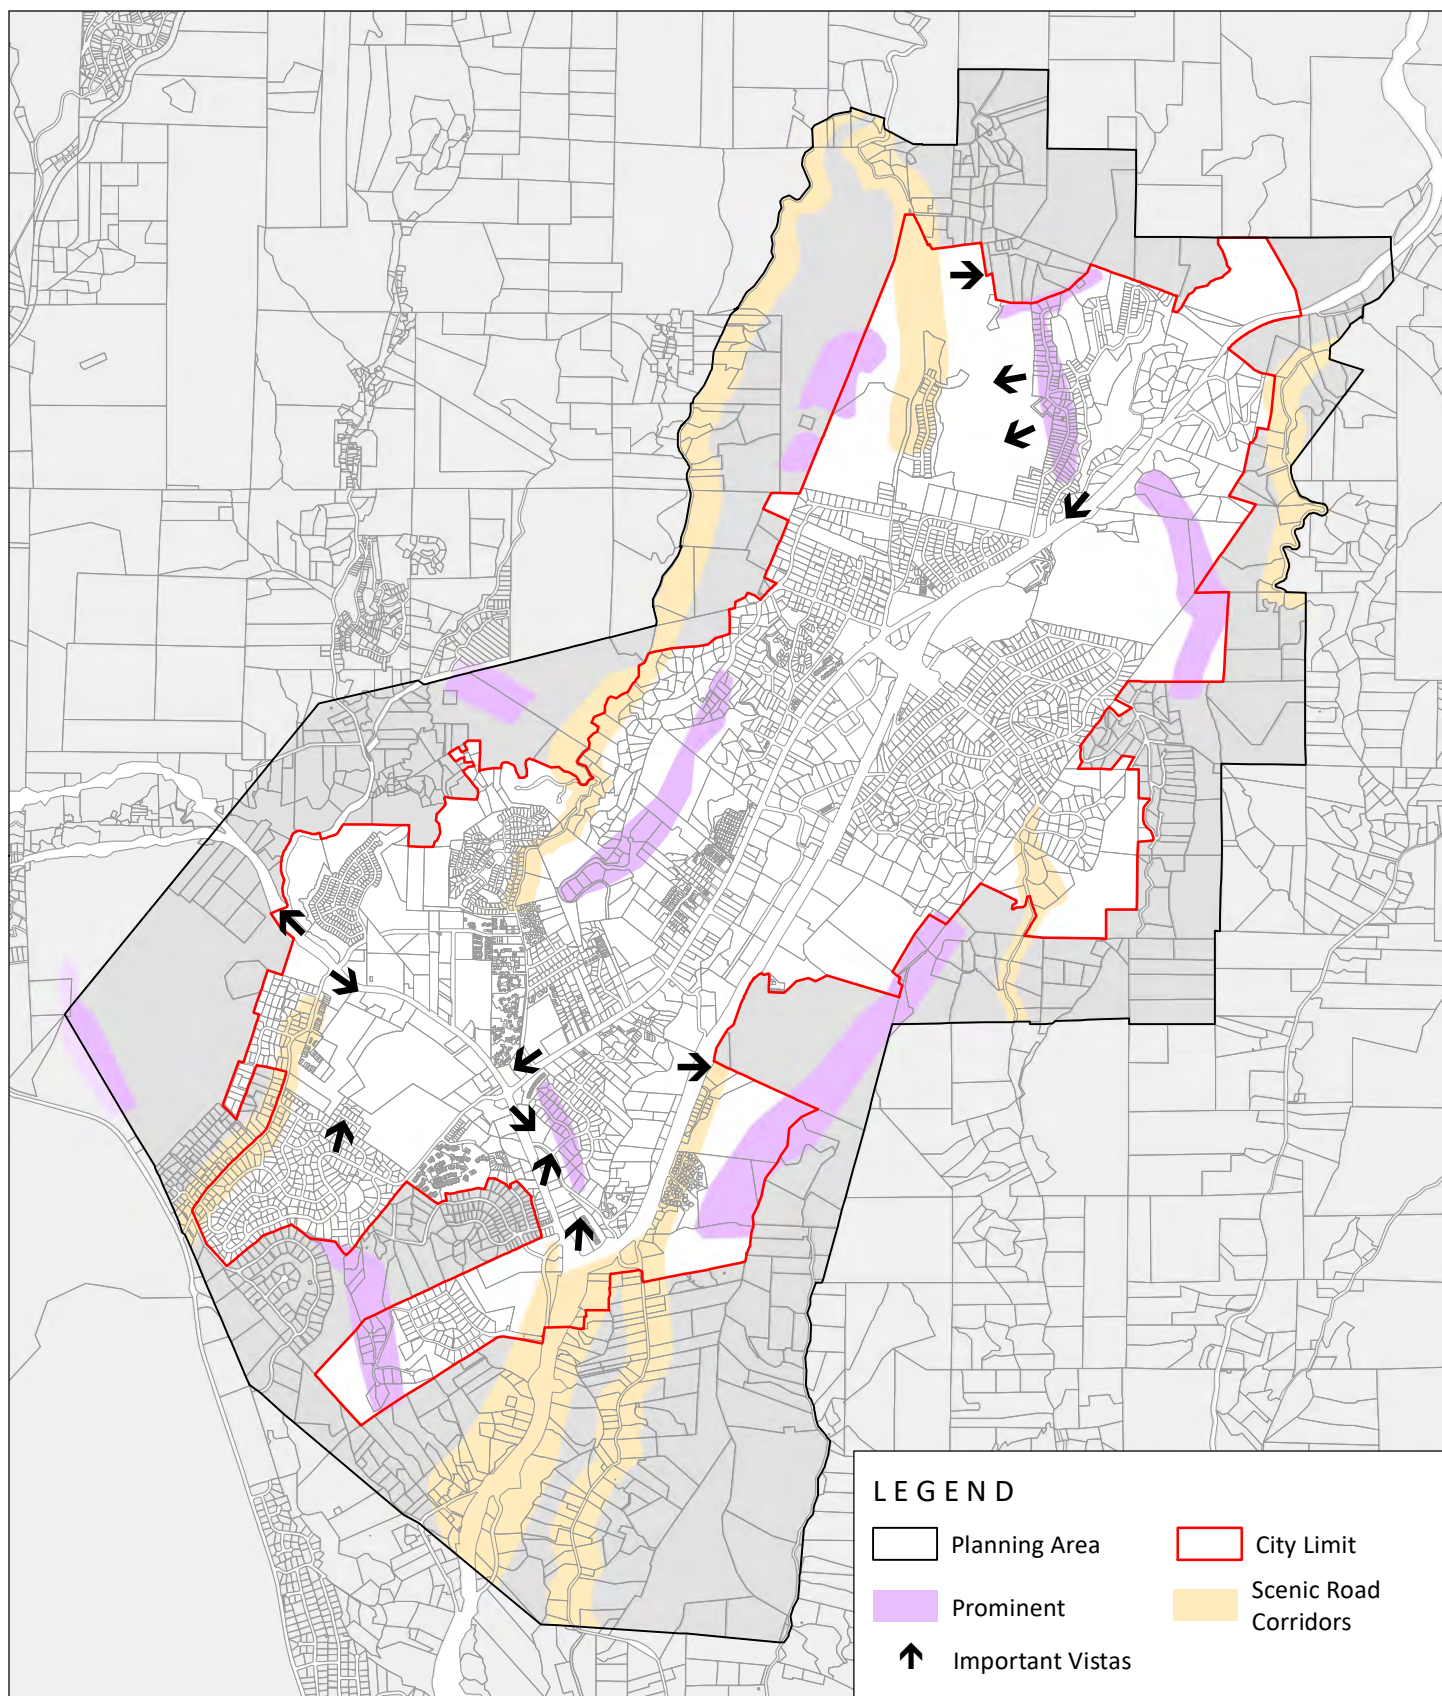 LEGEND
Planning Area
City Limit
Prominent
Scenic Road
Corridors
Important Vistas